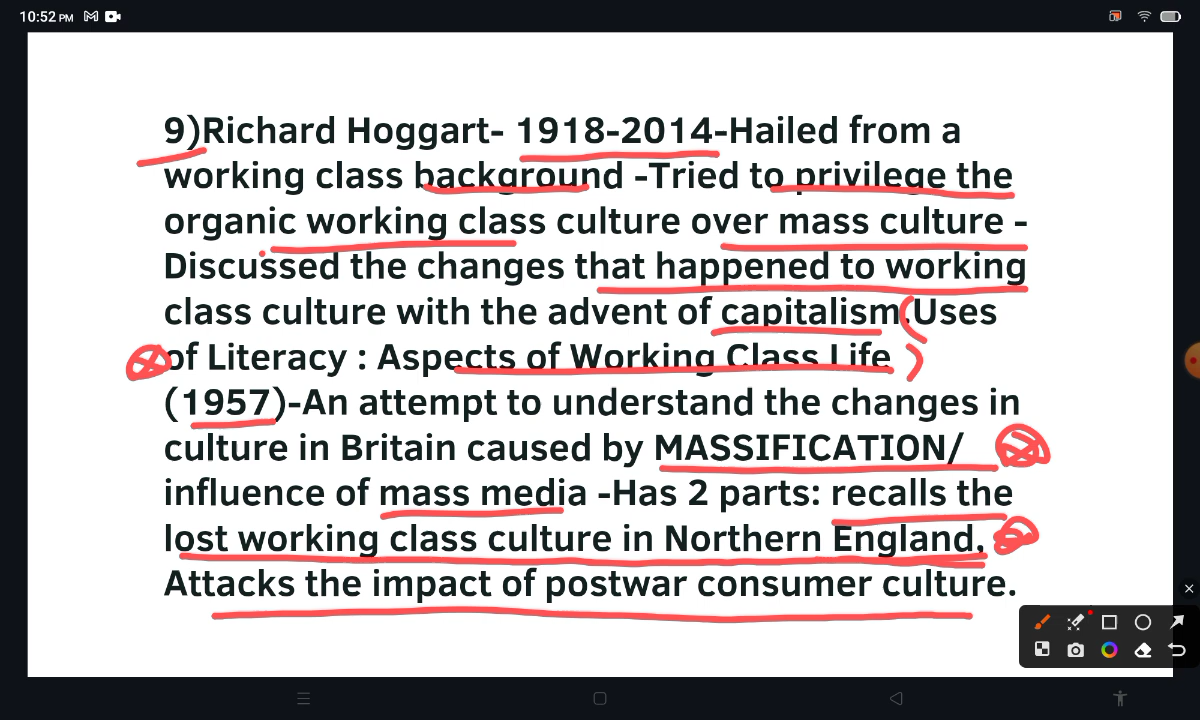 10:52 PM
9)Richard Hoggart- 1918-2014-Hailed from a
working class background -Tried to privilege the
organic working class culture over mass culture -
Discussed the changes that happened to working
class culture with the advent of capitalism.Uses
of Literacy : Aspects of Working Class Life
(1957)-An attempt to understand the changes in
culture in Britain caused by MASSIFICATION/
influence of mass media -Has 2 parts: recalls the
lost working class culture in Northern England.
Attacks the impact of postwar consumer culture.